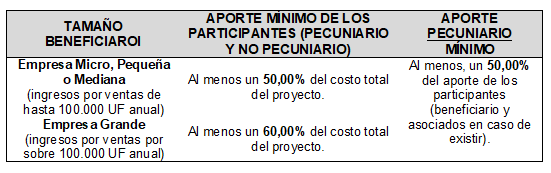 TAMAÑO
BENEFICIAROI
APORTE MÍNIMO DE LOS
PARTICIPANTES (PECUNIARIO
Y NO PECUNIARIO)
APORTE
PECUNIARIO
MÍNIMO
Empresa Micro, Pequeña
o Mediana
(ingresos por ventas de
hasta 100.000 UF anual)
Al menos un 50,00% del costo total
del proyecto.
Empresa Grande
(ingresos por ventas por
sobre 100.000 UF anual)
Al menos un 60,00% del costo total
del proyecto.
Al menos, un 50,00%
del aporte de los
participantes
(beneficiario y
asociados en caso de
existir).